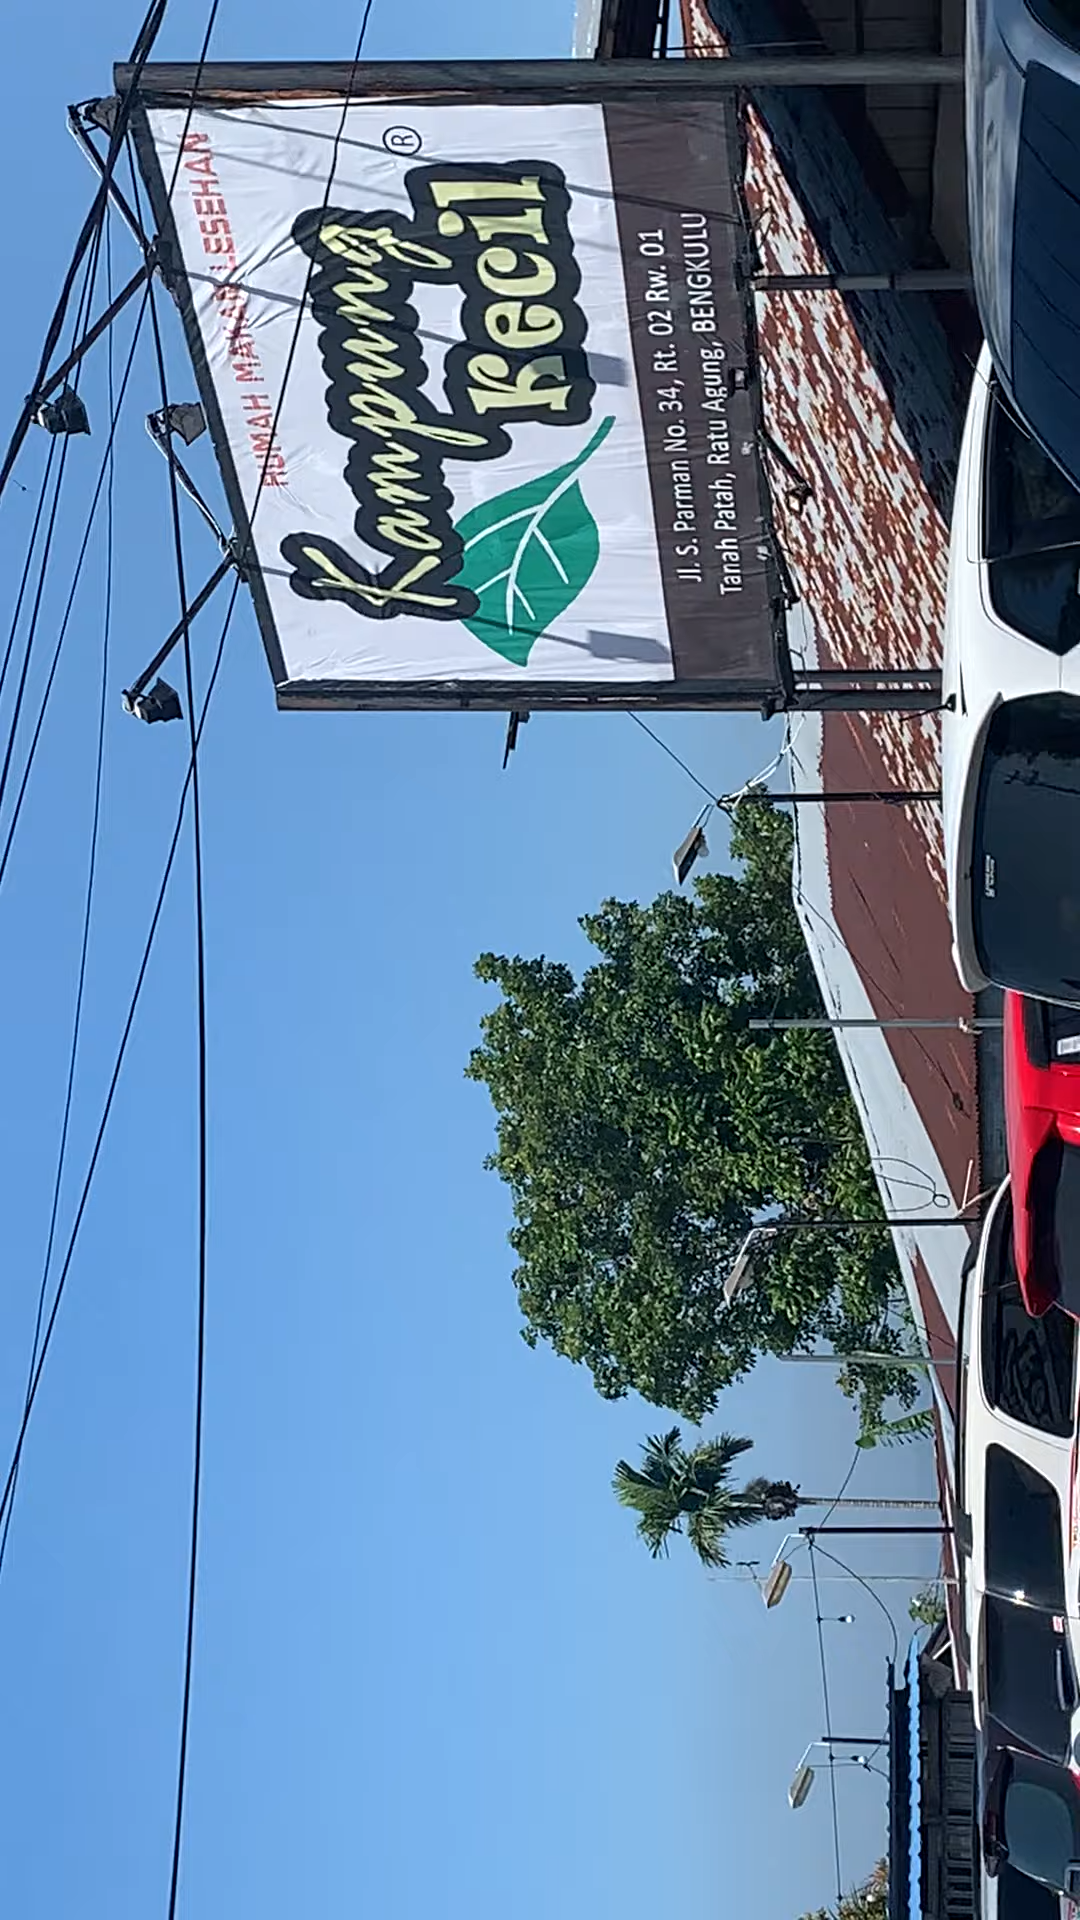 RUMAH MAKAN LESEHAN
Kampung
Kecil
®
Jl. S. Parman No. 34, Rt. 02 Rw. 01
Tanah Patah, Ratu Agung, BENGKULU